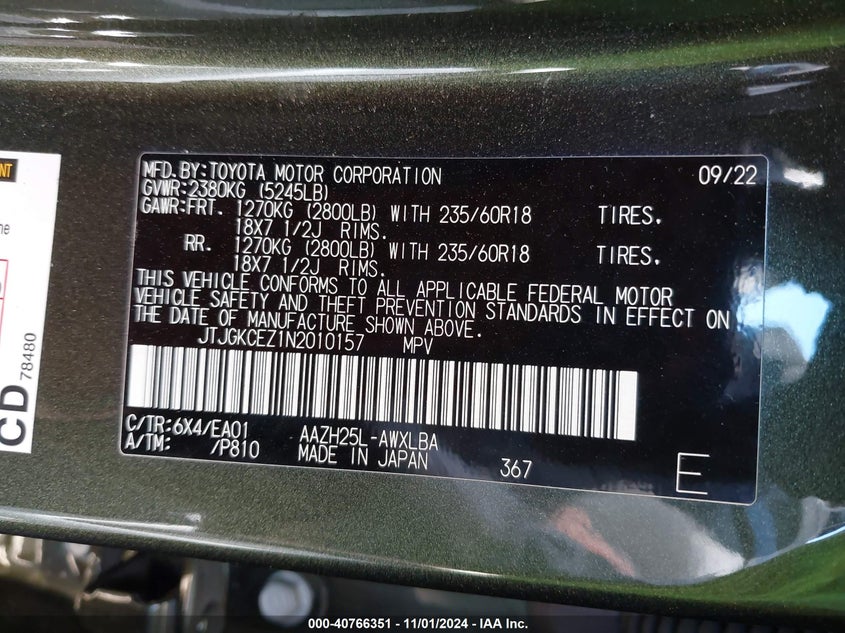 MFD.BY:TOYOTA MOTOR CORPORATION 09/22
GVWR:2380KG (5245LB)
GAWR:FRT. 1270KG (2800LB) WITH 235/60R18 TIRES.
18X7 1/2J RIMS.
RR. 1270KG (2800LB) WITH 235/60R18 TIRES.
18X7 1/2J RIMS.
THIS VEHICLE CONFORMS TO ALL APPLICABLE FEDERAL MOTOR
VEHICLE SAFETY AND THEFT PREVENTION STANDARDS IN EFFECT ON
THE DATE OF MANUFACTURE SHOWN ABOVE.
JTJGKCEZ1N2010157 MPV
C/TR:6X4/EA01 AAZH25L-AWXLBA
A/TM: /P810 MADE IN JAPAN 367 E
CD 78480
000-40766351 - 11/01/2024 - IAA Inc.